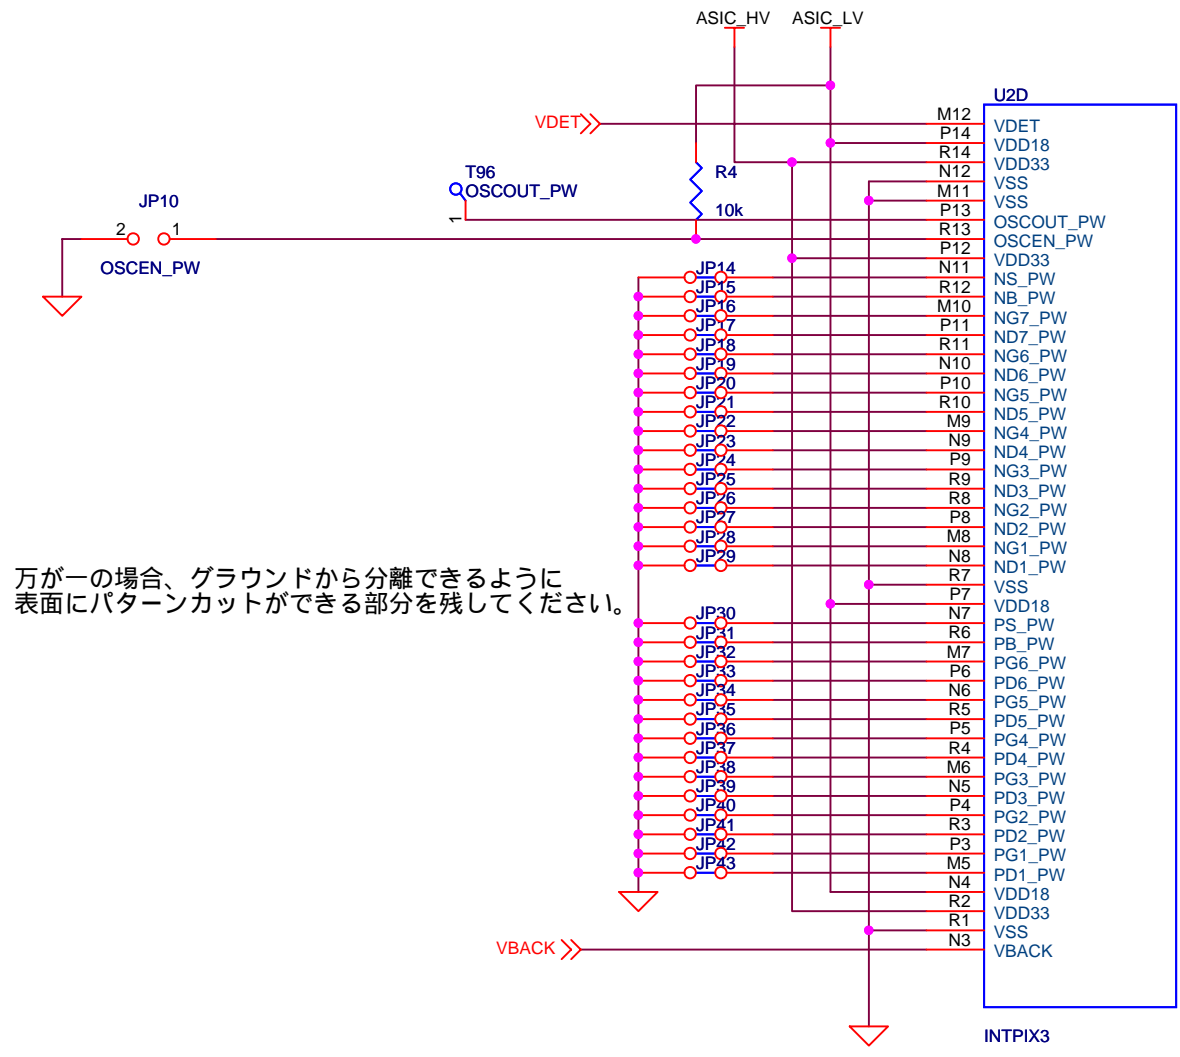 ASIC_HV ASIC_LV
U2D
VDET M12 VDET
P14 VDD18
R14 VDD33
N12 VSS
M11 VSS
T96
OSCOUT_PW
1
P13 OSCOUT_PW
R4
10k
JP10
2 1
OSCEN_PW
R13 OSCEN_PW
P12 VDD33
JP14 N11 NS_PW
JP15 R12 NB_PW
JP16 M10 NG7_PW
JP17 P11 ND7_PW
JP18 R11 NG6_PW
JP19 N10 ND6_PW
JP20 P10 NG5_PW
JP21 R10 ND5_PW
JP22 M9 NG4_PW
JP23 N9 ND4_PW
JP24 P9 NG3_PW
JP25 R9 ND3_PW
JP26 R8 NG2_PW
JP27 P8 ND2_PW
JP28 M8 NG1_PW
JP29 N8 ND1_PW
R7 VSS
P7 VDD18
万が一の場合、グラウンドから分離できるように
表面にパターンカットができる部分を残してください。
JP30 N7 PS_PW
JP31 R6 PB_PW
JP32 M7 PG6_PW
JP33 P6 PD6_PW
JP34 N6 PG5_PW
JP35 R5 PD5_PW
JP36 P5 PG4_PW
JP37 R4 PD4_PW
JP38 M6 PG3_PW
JP39 N5 PD3_PW
JP40 P4 PG2_PW
JP41 R3 PD2_PW
JP42 P3 PG1_PW
JP43 M5 PD1_PW
N4 VDD18
R2 VDD33
R1 VSS
VBACK N3 VBACK
INTPIX3